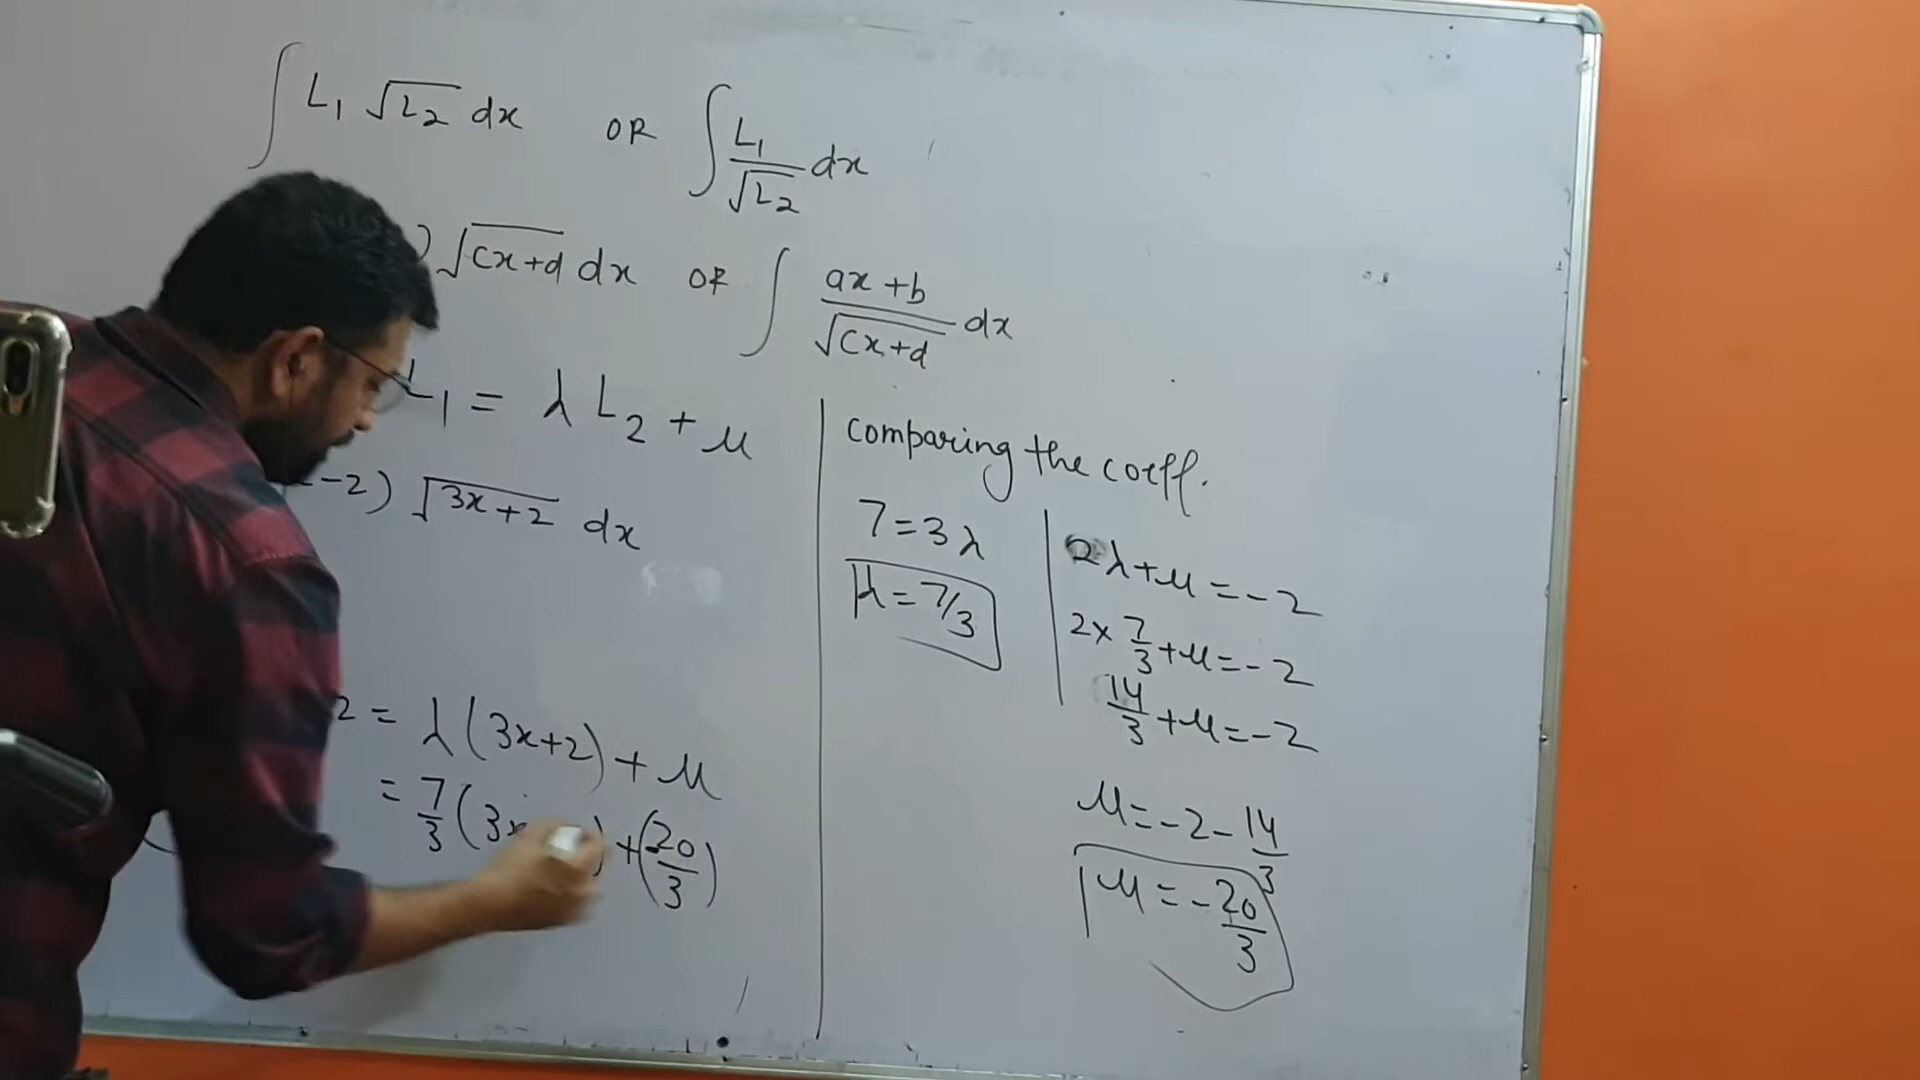 ∫ L₁ √L₂ dx OR ∫ L₁/√L₂ dx
) √cx+d dx OR ∫ ax+b/√cx+d dx
L₁ = λ L₂ + μ
-2) √3x+2 dx
2 = λ(3x+2) + μ
= 7/3 (3x ) + (-20/3)
comparing the coeff.
7=3λ
λ=7/3
2λ+μ=-2
2× 7/3 +μ=-2
14/3 +μ=-2
μ=-2- 14/3
μ=- 20/3